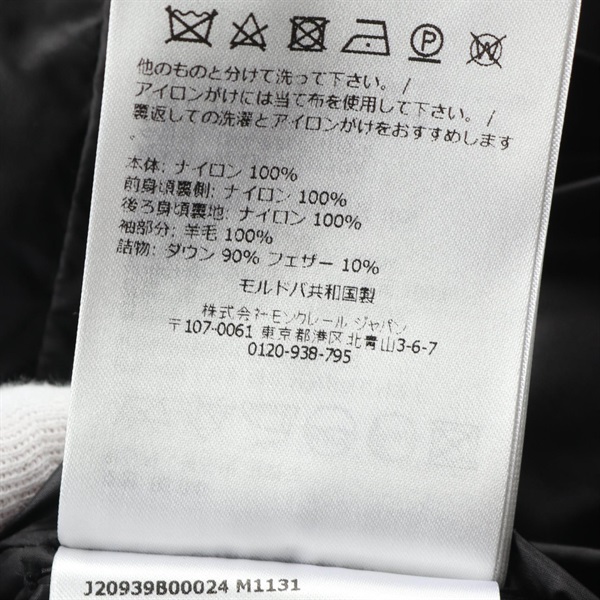 他のものと分けて洗って下さい。/
アイロンがけには当て布を使用して下さい。/
裏返しての洗濯とアイロンがけをおすすめします
本体: ナイロン 100%
前身頃裏側: ナイロン 100%
後ろ身頃裏地: ナイロン 100%
袖部分: 羊毛 100%
詰物: ダウン 90% フェザー 10%
モルドバ共和国製
株式会社モンクレール ジャパン
〒107-0061 東京都港区北青山3-6-7
0120-938-795
J20939B00024 M1131